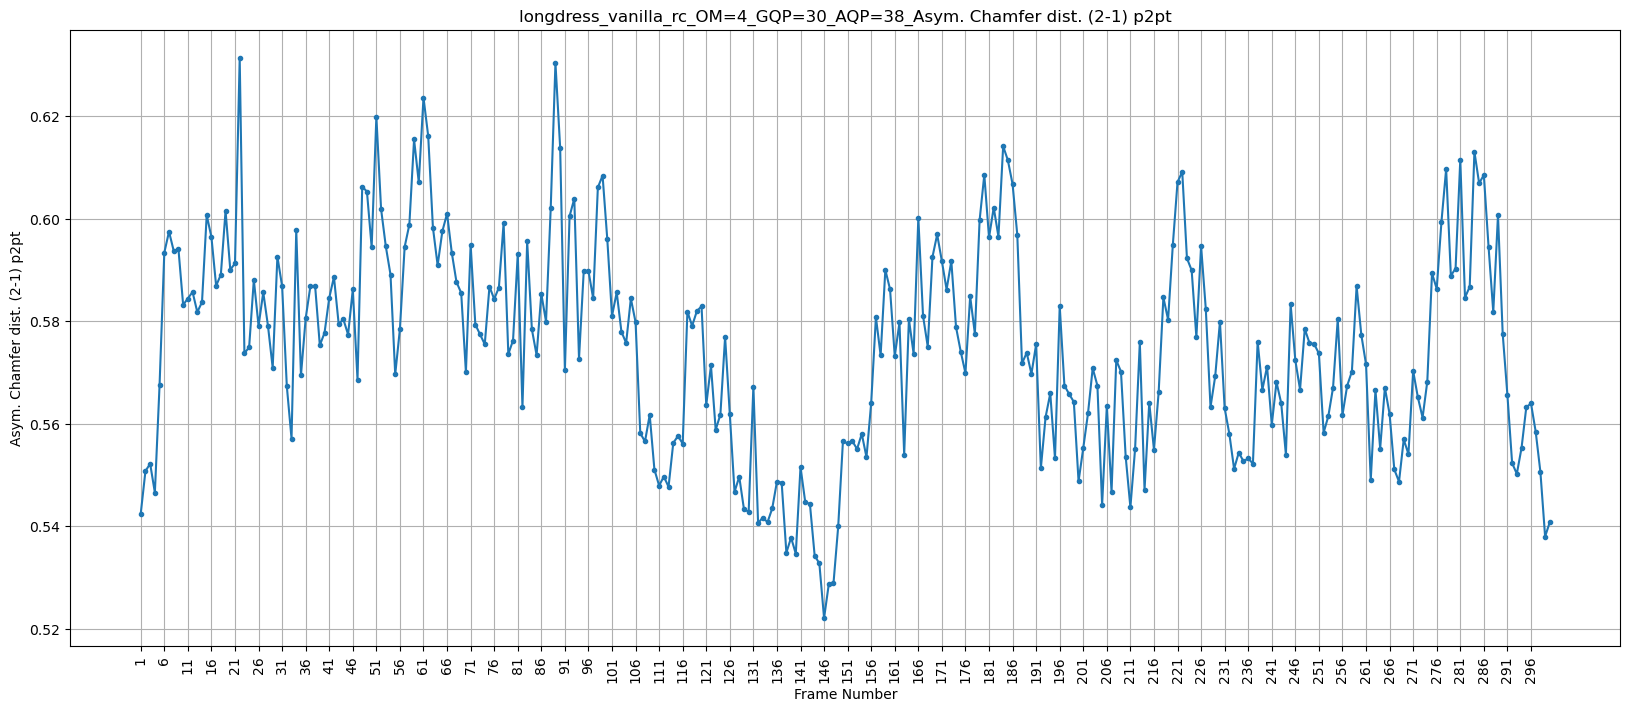 longdress_vanilla_rc_OM=4_GQP=30_AQP=38_Asym. Chamfer dist. (2-1) p2pt
Asym. Chamfer dist. (2-1) p2pt
0.62
0.60
0.58
0.56
0.54
0.52
1 6 11 16 21 26 31 36 41 46 51 56 61 66 71 76 81 86 91 96 101 106 111 116 121 126 131 136 141 146 151 156 161 166 171 176 181 186 191 196 201 206 211 216 221 226 231 236 241 246 251 256 261 266 271 276 281 286 291 296
Frame Number